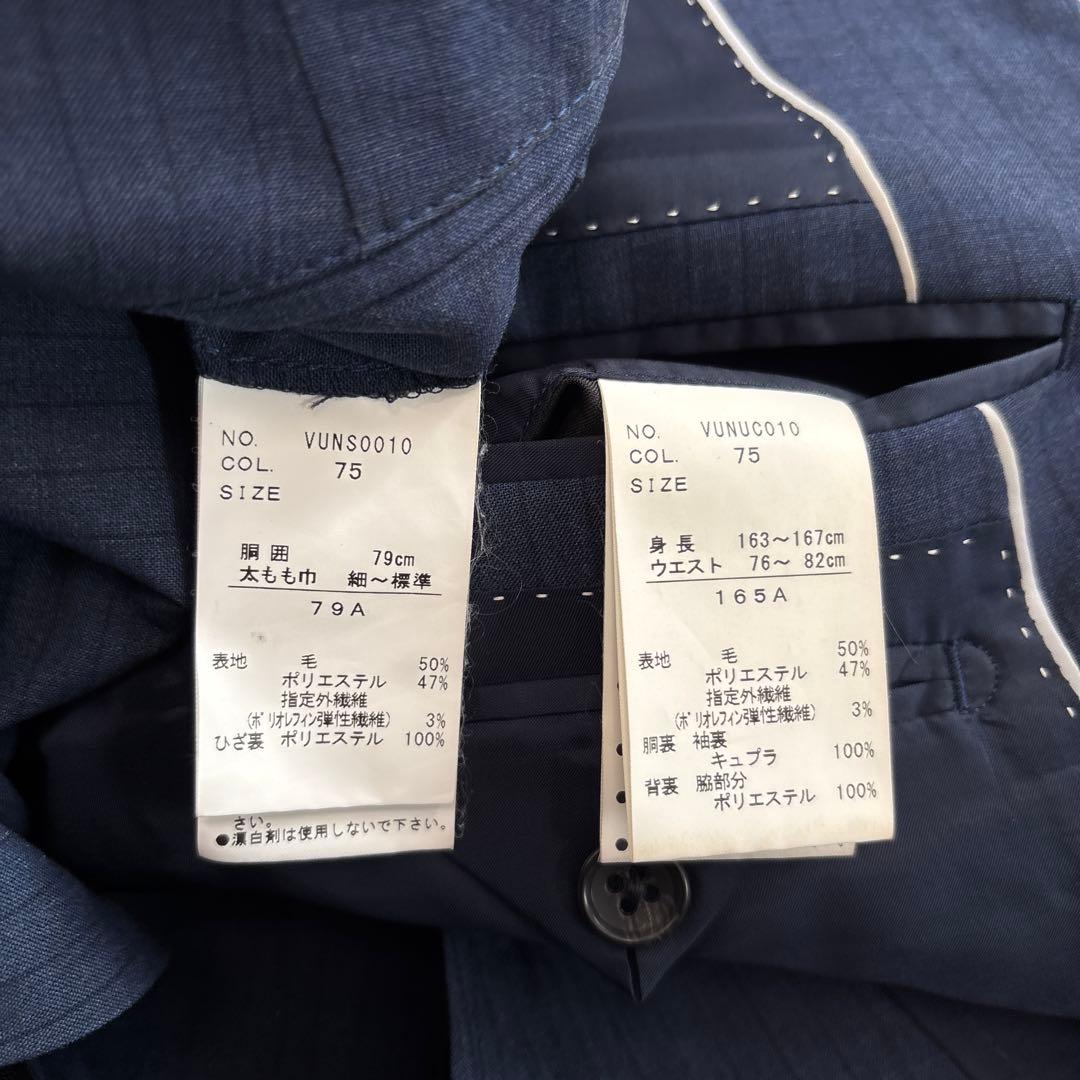 NO. VUNS0010
COL. 75
SIZE
胴囲 79cm
太もも巾 細～標準
79A
表地 毛 50%
ポリエステル 47%
指定外繊維
(ポリオレフィン弾性繊維) 3%
ひざ裏 ポリエステル 100%
さい。
●漂白剤は使用しないで下さい。
NO. VUNUC010
COL. 75
SIZE
身長 163～167cm
ウエスト 76～ 82cm
165A
表地 毛 50%
ポリエステル 47%
指定外繊維
(ポリオレフィン弾性繊維) 3%
胴裏 袖裏
キュプラ 100%
背裏 脇部分
ポリエステル 100%